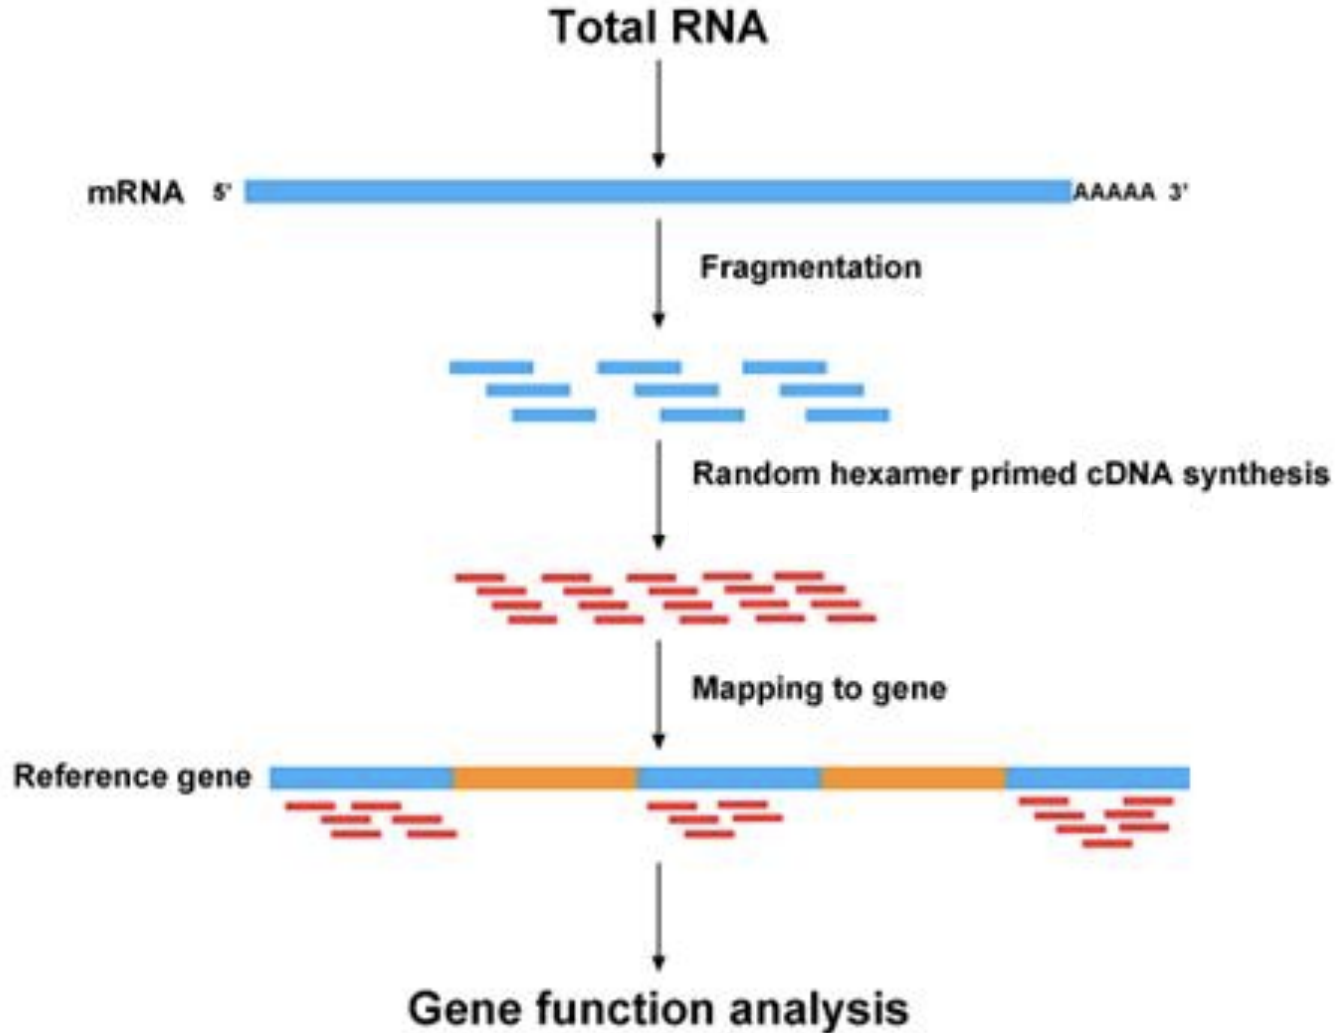 Total RNA
mRNA 5' AAAAA 3'
Fragmentation
Random hexamer primed cDNA synthesis
Mapping to gene
Reference gene
Gene function analysis